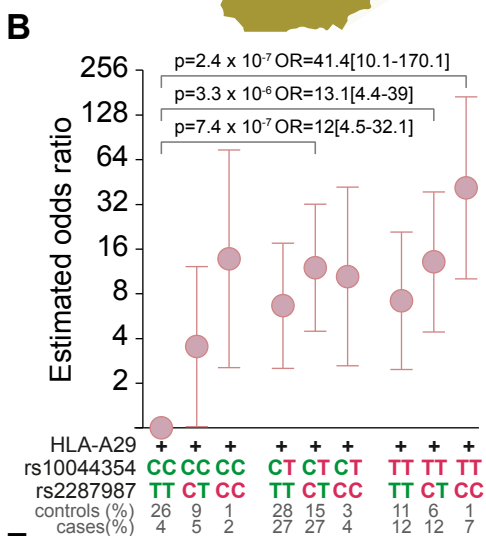 B
Estimated odds ratio
256
128
64
32
16
8
4
2
p=2.4 x 10-7 OR=41.4[10.1-170.1]
p=3.3 x 10-6 OR=13.1[4.4-39]
p=7.4 x 10-7 OR=12[4.5-32.1]
HLA-A29 + + + + + + + + +
rs10044354 CC CC CC CT CT CT TT TT TT
rs2287987 TT CT CC TT CT CC TT CT CC
controls (%) 26 9 1 28 15 3 11 6 1
cases(%) 4 5 2 27 27 4 12 12 7